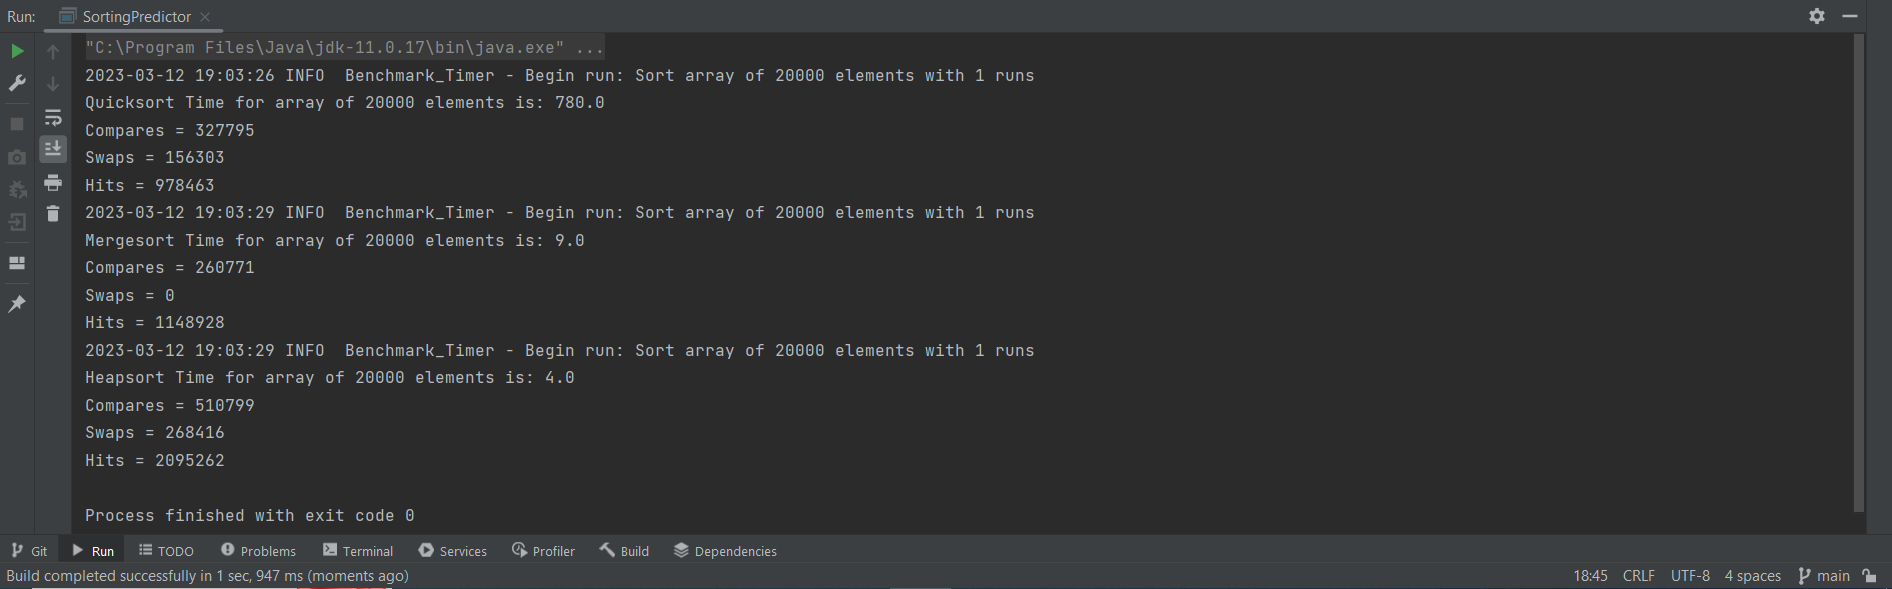 Run: SortingPredictor
"C:\Program Files\Java\jdk-11.0.17\bin\java.exe" ...
2023-03-12 19:03:26 INFO  Benchmark_Timer - Begin run: Sort array of 20000 elements with 1 runs
Quicksort Time for array of 20000 elements is: 780.0
Compares = 327795
Swaps = 156303
Hits = 978463
2023-03-12 19:03:29 INFO  Benchmark_Timer - Begin run: Sort array of 20000 elements with 1 runs
Mergesort Time for array of 20000 elements is: 9.0
Compares = 260771
Swaps = 0
Hits = 1148928
2023-03-12 19:03:29 INFO  Benchmark_Timer - Begin run: Sort array of 20000 elements with 1 runs
Heapsort Time for array of 20000 elements is: 4.0
Compares = 510799
Swaps = 268416
Hits = 2095262
Process finished with exit code 0
Git Run TODO Problems Terminal Services Profiler Build Dependencies
Build completed successfully in 1 sec, 947 ms (moments ago) 18:45 CRLF UTF-8 4 spaces main